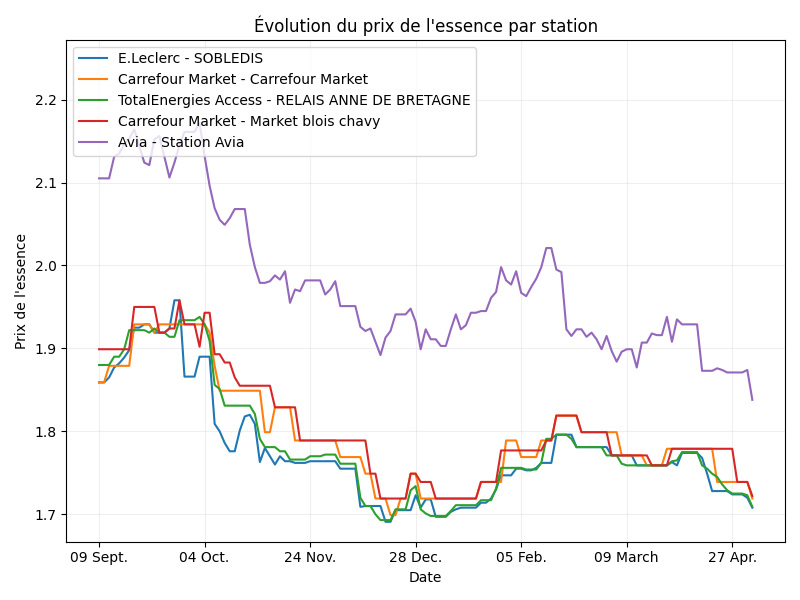 Évolution du prix de l'essence par station
E.Leclerc - SOBLEDIS
Carrefour Market - Carrefour Market
TotalEnergies Access - RELAIS ANNE DE BRETAGNE
Carrefour Market - Market blois chavy
Avia - Station Avia
Prix de l'essence
2.2
2.1
2.0
1.9
1.8
1.7
09 Sept.
04 Oct.
24 Nov.
28 Dec.
05 Feb.
09 March
27 Apr.
Date